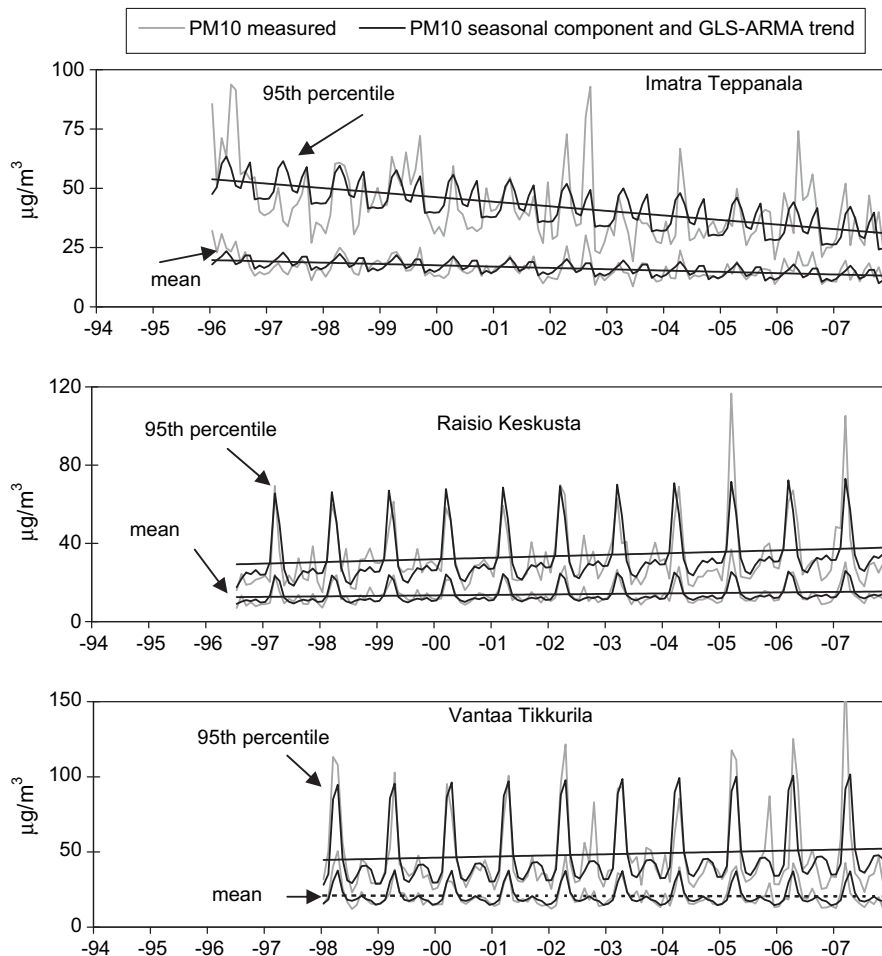 PM10 measured
PM10 seasonal component and GLS-ARMA trend
Imatra Teppanala
95th percentile
mean
µg/m³
100
75
50
25
0
-94 -95 -96 -97 -98 -99 -00 -01 -02 -03 -04 -05 -06 -07
Raisio Keskusta
95th percentile
mean
µg/m³
120
80
40
0
-94 -95 -96 -97 -98 -99 -00 -01 -02 -03 -04 -05 -06 -07
Vantaa Tikkurila
95th percentile
mean
µg/m³
150
100
50
0
-94 -95 -96 -97 -98 -99 -00 -01 -02 -03 -04 -05 -06 -07